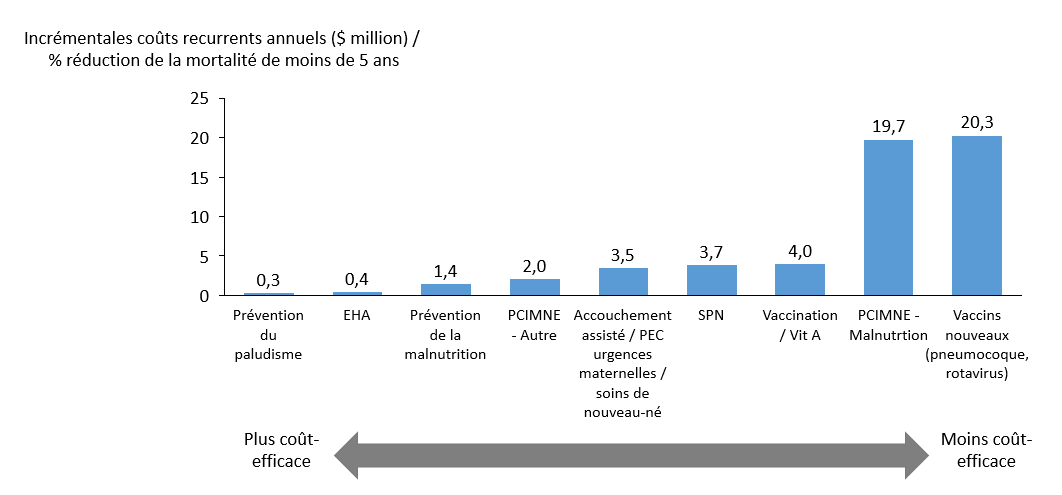 Incrémentales coûts recurrents annuels ($ million) /
% réduction de la mortalité de moins de 5 ans
25
20
15
10
5
0
0,3
0,4
1,4
2,0
3,5
3,7
4,0
19,7
20,3
Prévention
du
paludisme
EHA
Prévention
de la
malnutrition
PCIMNE
- Autre
Accouchement
assisté / PEC
urgences
maternelles /
soins de
nouveau-né
SPN
Vaccination
/ Vit A
PCIMNE -
Malnutrtion
Vaccins
nouveaux
(pneumocoque,
rotavirus)
Plus coût-
efficace
Moins coût-
efficace